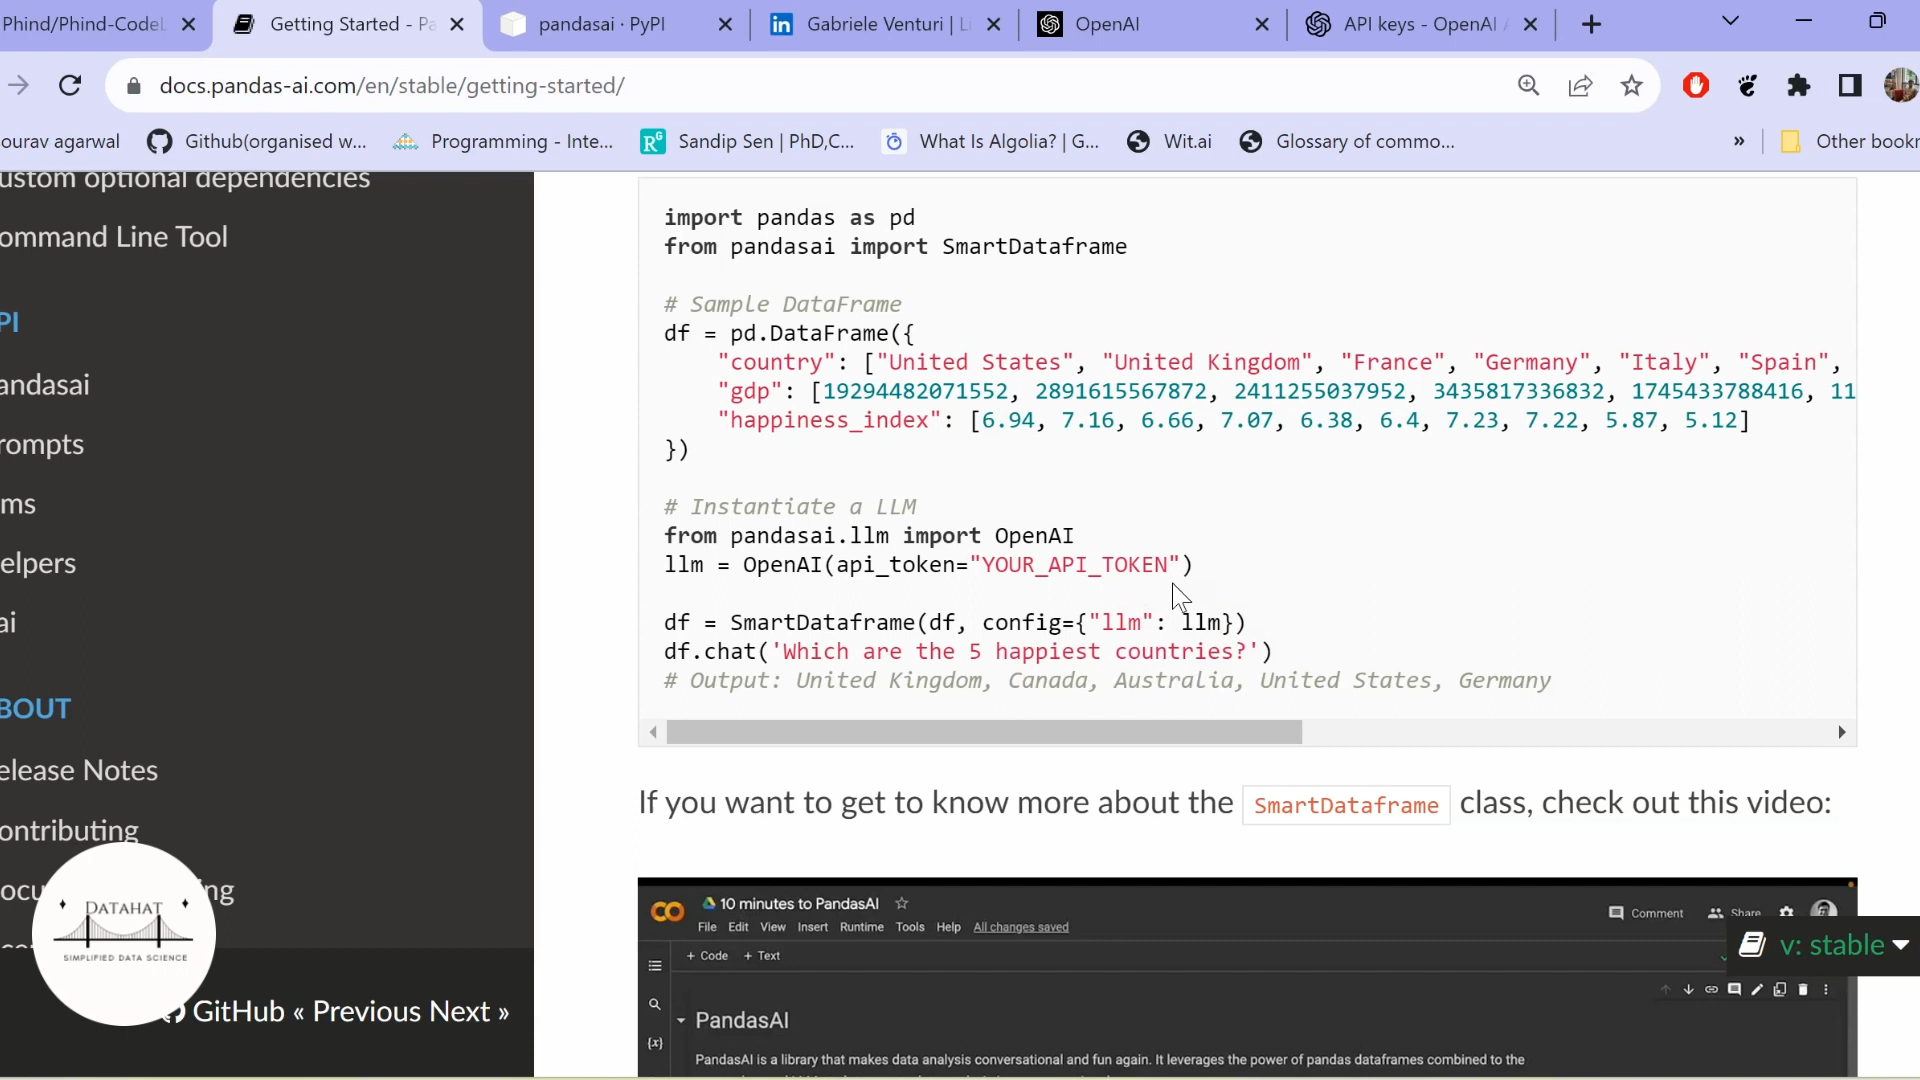 Phind/Phind-CodeL
Getting Started - Pa
pandasai · PyPI
Gabriele Venturi | Li
OpenAI
API keys - OpenAI A
docs.pandas-ai.com/en/stable/getting-started/
ourav agarwal
Github(organised w...
Programming - Inte...
Sandip Sen | PhD,C...
What Is Algolia? | G...
Wit.ai
Glossary of commo...
»
Other bookr
ustom optional dependencies
ommand Line Tool
PI
andasai
rompts
ms
elpers
ai
BOUT
elease Notes
ontributing
ocu
ng
DATAHAT
SIMPLIFIED DATA SCIENCE
GitHub « Previous Next »
import pandas as pd
from pandasai import SmartDataframe
# Sample DataFrame
df = pd.DataFrame({
"country": ["United States", "United Kingdom", "France", "Germany", "Italy", "Spain",
"gdp": [19294482071552, 2891615567872, 2411255037952, 3435817336832, 1745433788416, 11
"happiness_index": [6.94, 7.16, 6.66, 7.07, 6.38, 6.4, 7.23, 7.22, 5.87, 5.12]
})
# Instantiate a LLM
from pandasai.llm import OpenAI
llm = OpenAI(api_token="YOUR_API_TOKEN")
df = SmartDataframe(df, config={"llm": llm})
df.chat('Which are the 5 happiest countries?')
# Output: United Kingdom, Canada, Australia, United States, Germany
If you want to get to know more about the SmartDataframe class, check out this video:
10 minutes to PandasAI
File Edit View Insert Runtime Tools Help All changes saved
Comment
Share
+ Code + Text
v: stable
PandasAI
{x}
PandasAI is a library that makes data analysis conversational and fun again. It leverages the power of pandas dataframes combined to the